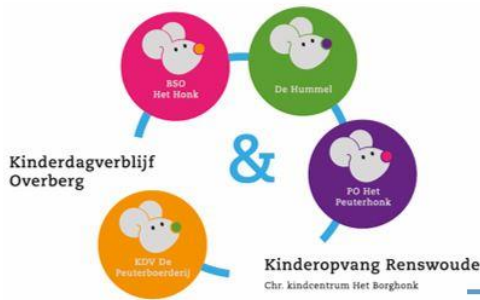 BSO
Het Honk
De Hummel
Kinderdagverblijf
Overberg
&
PO Het
Peuterhonk
KDV De
Peuterboerderij
Kinderopvang Renswoude
Chr. kindcentrum Het Borghonk